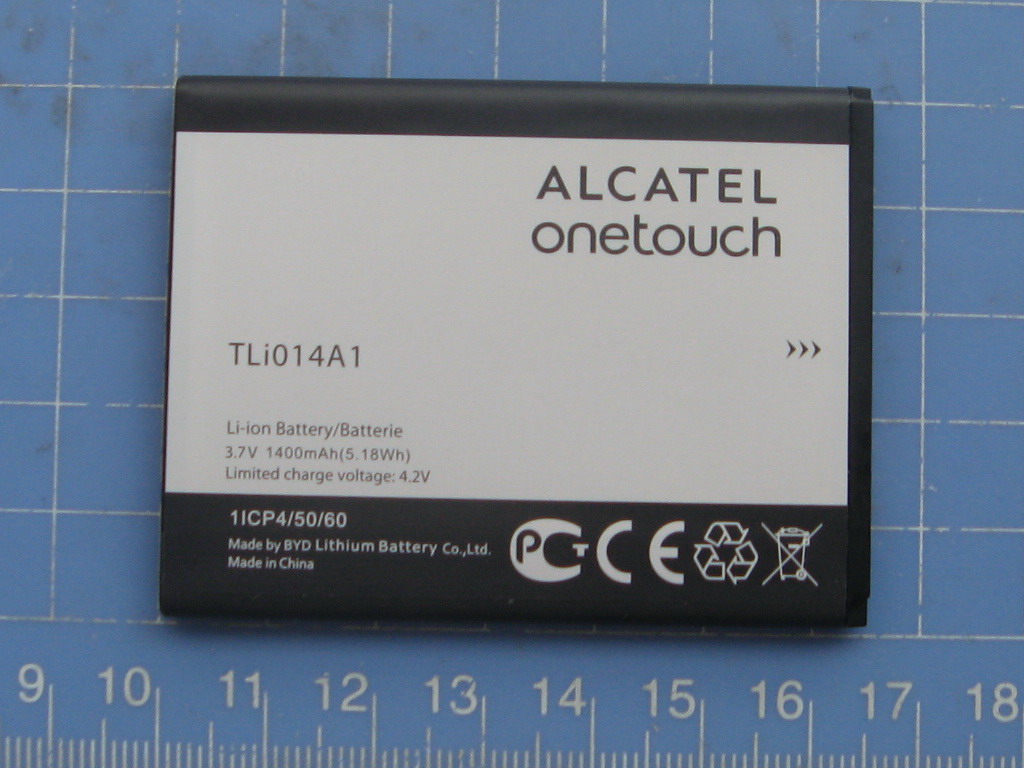 ALCATEL
onetouch
TLi014A1
Li-ion Battery/Batterie
3.7V 1400mAh(5.18Wh)
Limited charge voltage: 4.2V
1ICP4/50/60
Made by BYD Lithium Battery Co.,Ltd.
Made in China
PCT CE
9 10 11 12 13 14 15 16 17 18